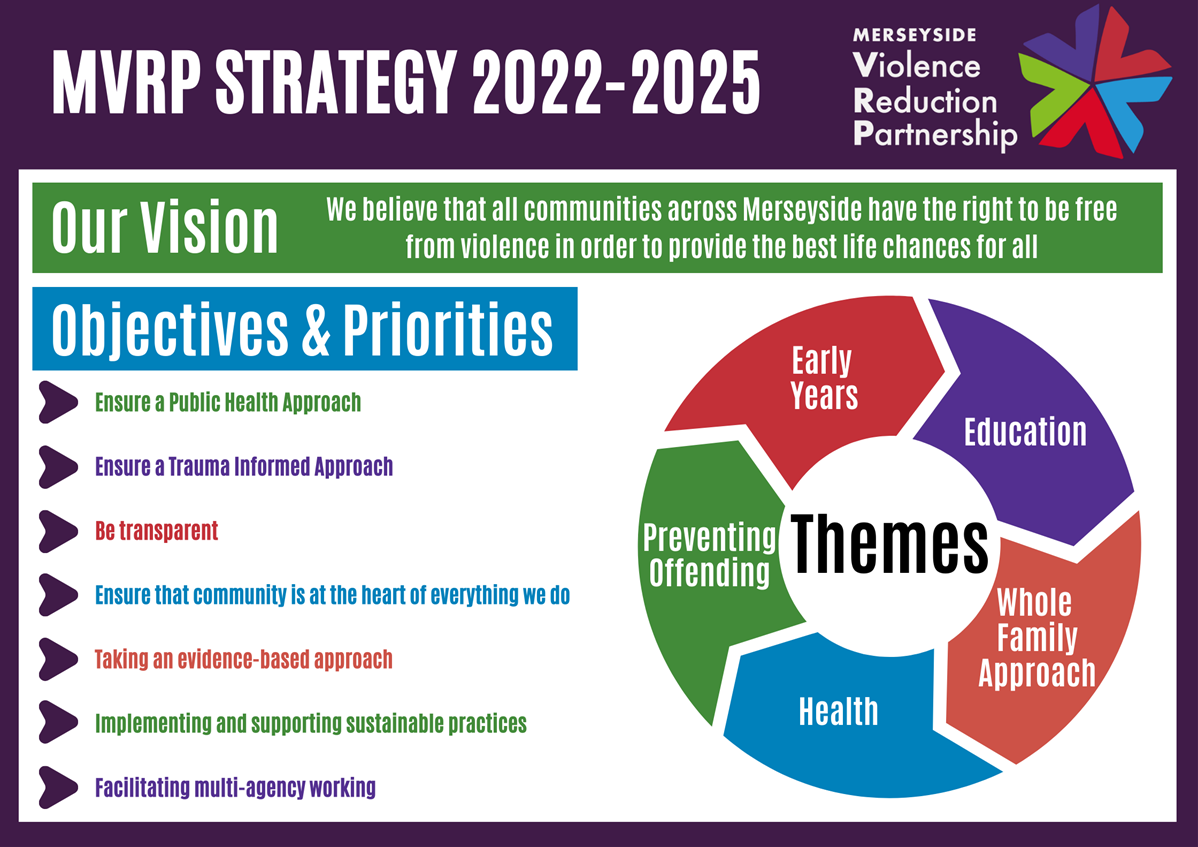 MVRP STRATEGY 2022-2025
MERSEYSIDE
Violence
Reduction
Partnership
Our Vision
We believe that all communities across Merseyside have the right to be free
from violence in order to provide the best life chances for all
Objectives & Priorities
Ensure a Public Health Approach
Ensure a Trauma Informed Approach
Be transparent
Ensure that community is at the heart of everything we do
Taking an evidence-based approach
Implementing and supporting sustainable practices
Facilitating multi-agency working
Themes
Early
Years
Education
Whole
Family
Approach
Health
Preventing
Offending